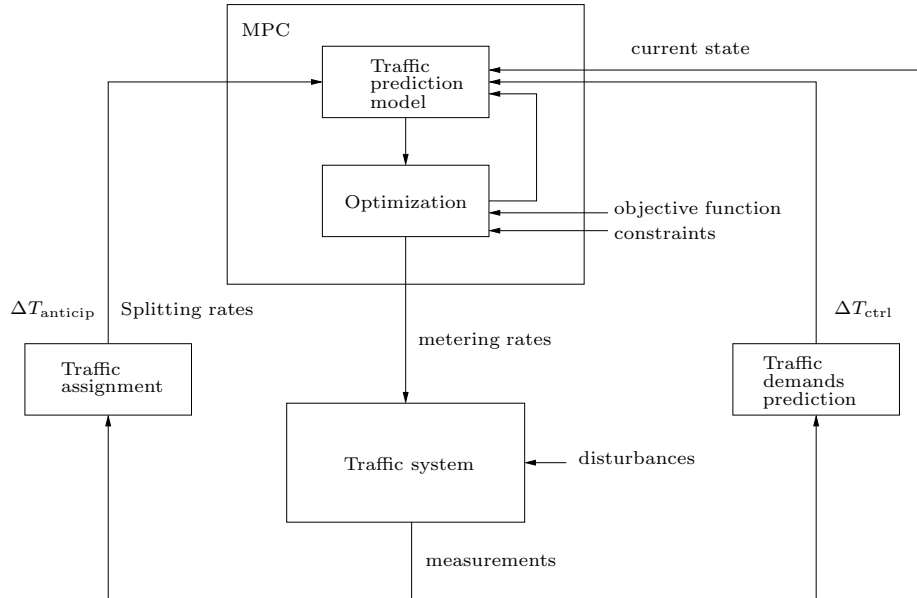 MPC
current state
Traffic
prediction
model
Optimization
objective function
constraints
ΔT_anticip
Splitting rates
ΔT_ctrl
metering rates
Traffic
assignment
Traffic
demands
prediction
Traffic system
disturbances
measurements